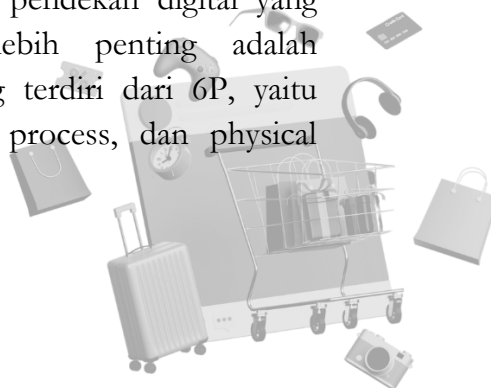 pendekan digital yang
lebih penting adalah
terdiri dari 6P, yaitu
process, dan physical